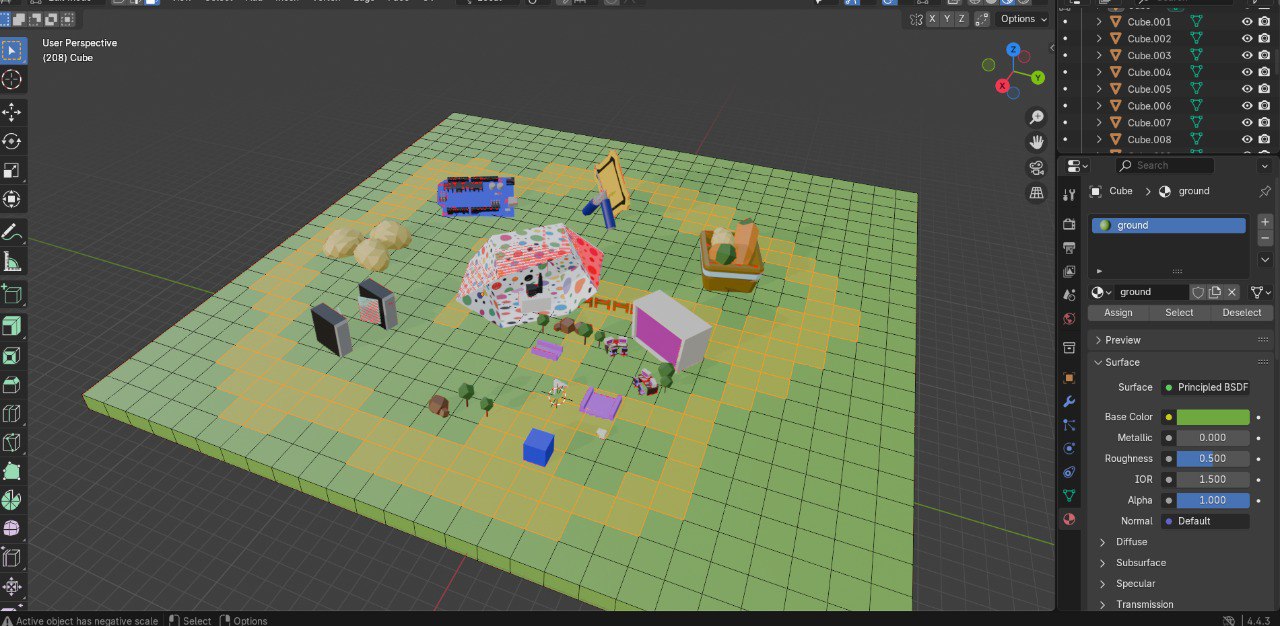 Local
X Y Z
Options
User Perspective
(208) Cube
Z
Y
X
Cube.001
Cube.002
Cube.003
Cube.004
Cube.005
Cube.006
Cube.007
Cube.008
Search
Cube
ground
ground
ground
Assign
Select
Deselect
Preview
Surface
Surface
Principled BSDF
Base Color
Metallic
0.000
Roughness
0.500
IOR
1.500
Alpha
1.000
Normal
Default
Diffuse
Subsurface
Specular
Transmission
Active object has negative scale
Select
Options
4.4.3